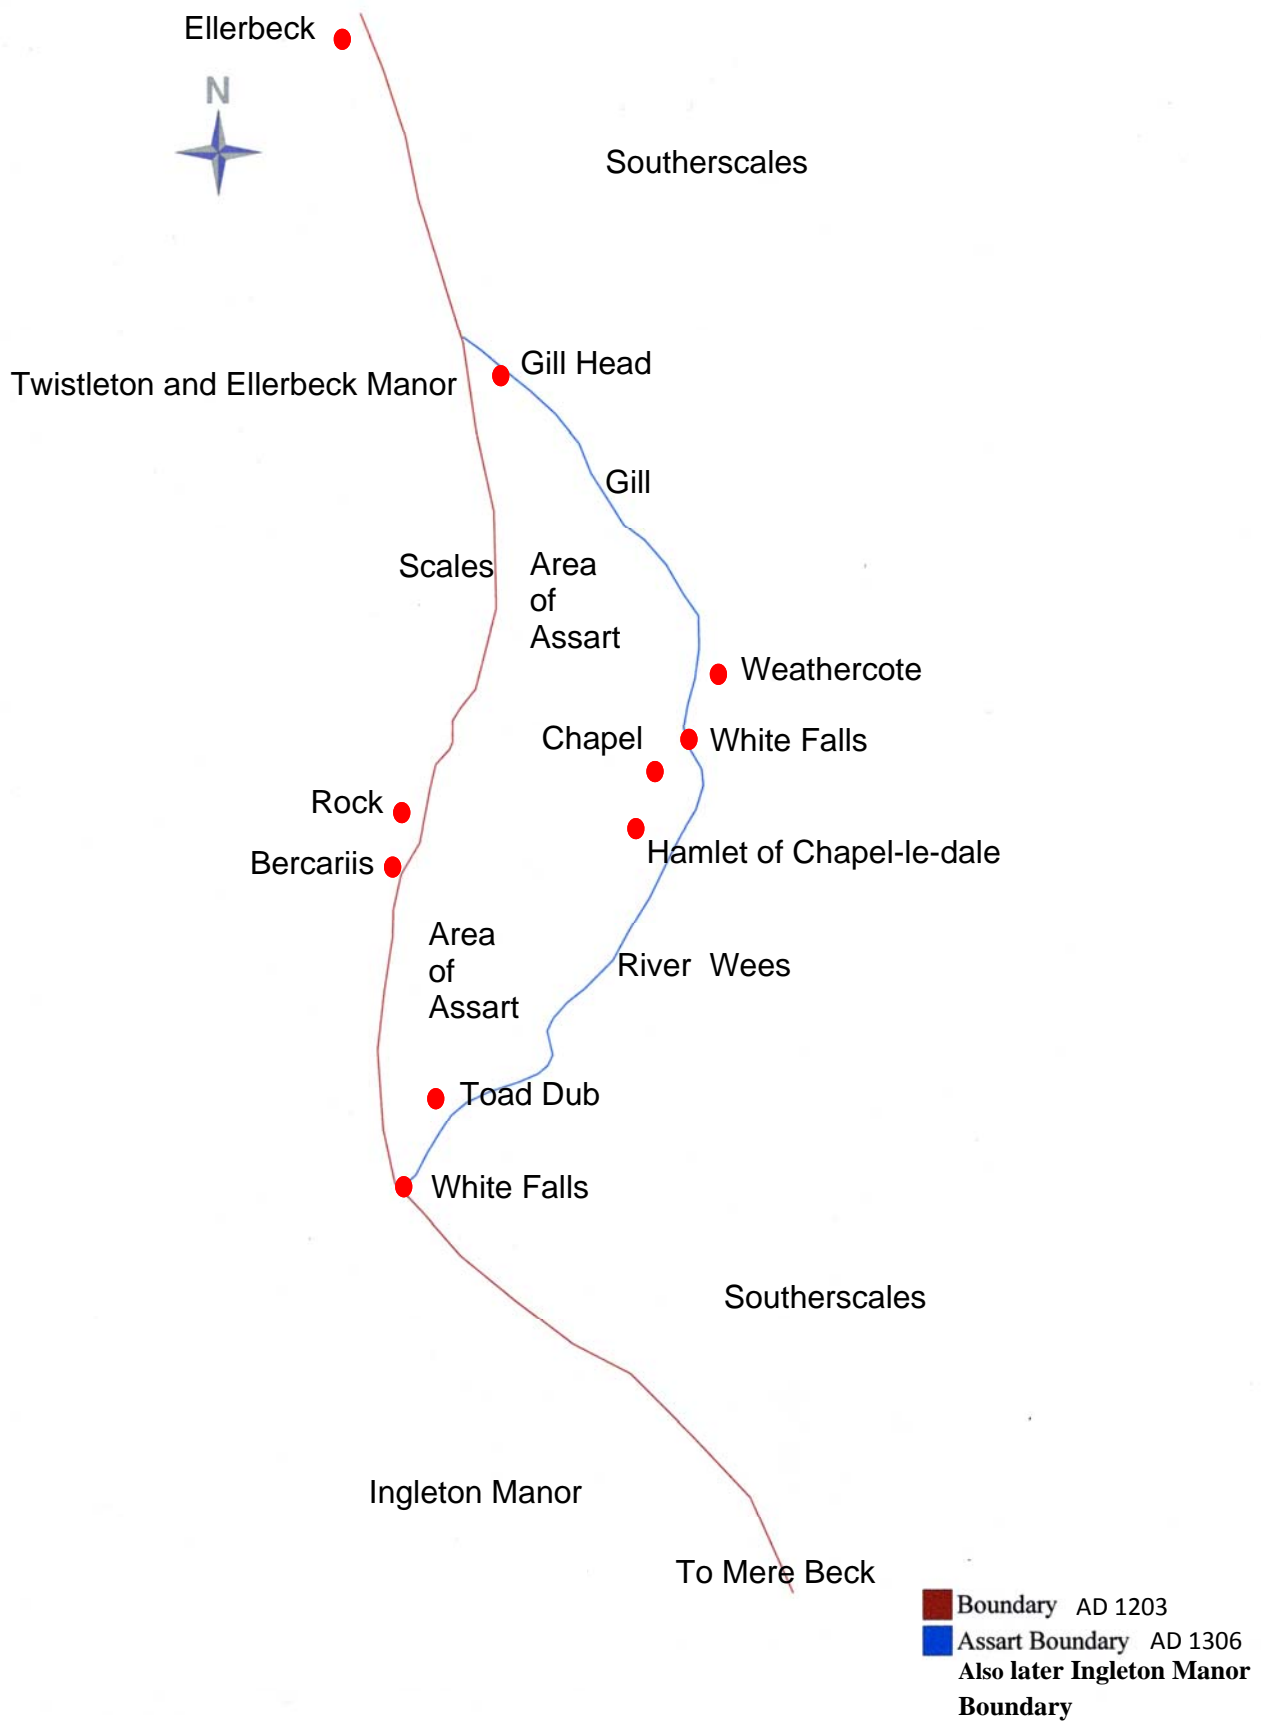 Ellerbeck
N
Southerscales
Gill Head
Twistleton and Ellerbeck Manor
Gill
Scales
Area
of
Assart
Weathercote
Chapel
White Falls
Rock
Hamlet of Chapel-le-dale
Bercariis
Area
of
Assart
River Wees
Toad Dub
White Falls
Southerscales
Ingleton Manor
To Mere Beck
Boundary AD 1203
Assart Boundary AD 1306
Also later Ingleton Manor
Boundary